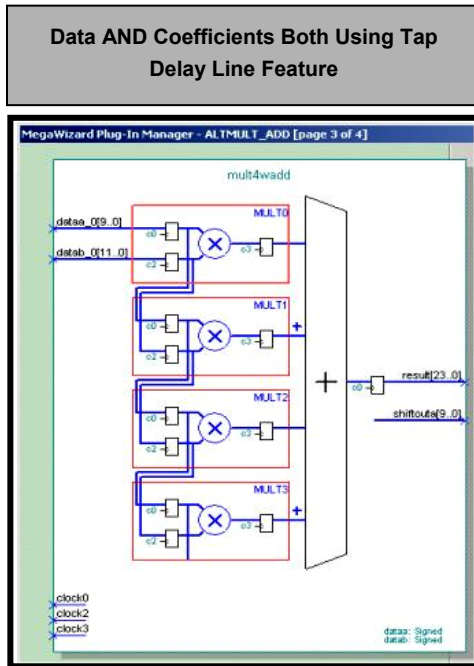 Data AND Coefficients Both Using Tap
Delay Line Feature
MegaWizard Plug-In Manager - ALTMULT_ADD [page 3 of 4]
mult4wadd
dataa_0[9..0]
datab_0[11..0]
MULT0
c0
c2
c3
MULT1
+
c0
c2
c3
MULT2
c0
c2
c3
+
c0
result[23..0]
shiftouta[9..0]
MULT3
+
c0
c2
c3
clock0
clock2
clock3
dataa: Signed
datab: Signed